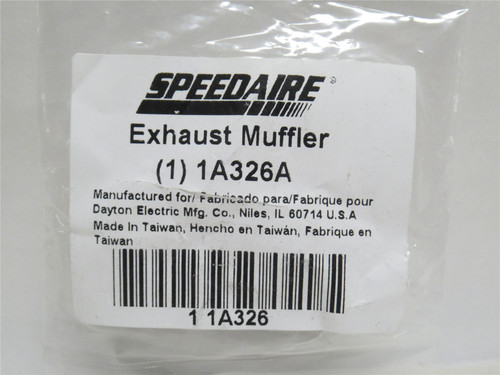 SPEEDAIRE®
Exhaust Muffler
(1) 1A326A
Manufactured for/ Fabricado para/Fabrique pour
Dayton Electric Mfg. Co., Niles, IL 60714 U.S.A
Made In Taiwan, Hencho en Taiwán, Fabrique en
Taiwan
1 1A326